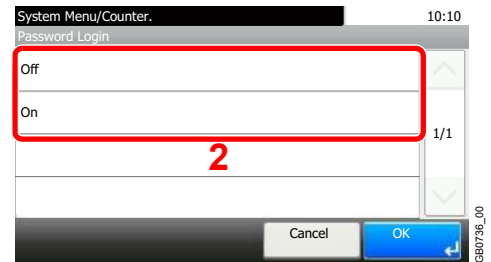 System Menu/Counter. 10:10
Password Login
Off
On
1/1
2
Cancel OK
GB0736_00